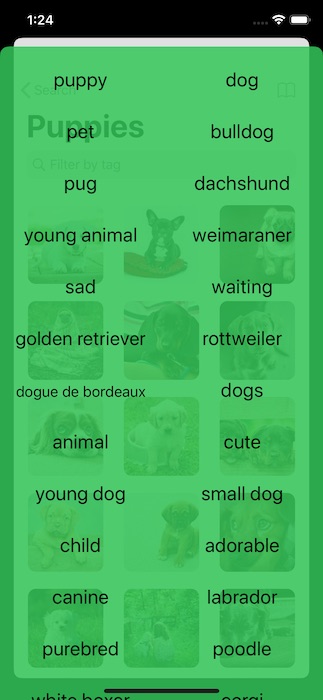 1:24
Search
Puppies
Filter by tag
puppy dog
pet bulldog
pug dachshund
young animal weimaraner
sad waiting
golden retriever rottweiler
dogue de bordeaux dogs
animal cute
young dog small dog
child adorable
canine labrador
purebred poodle
white boxer corgi